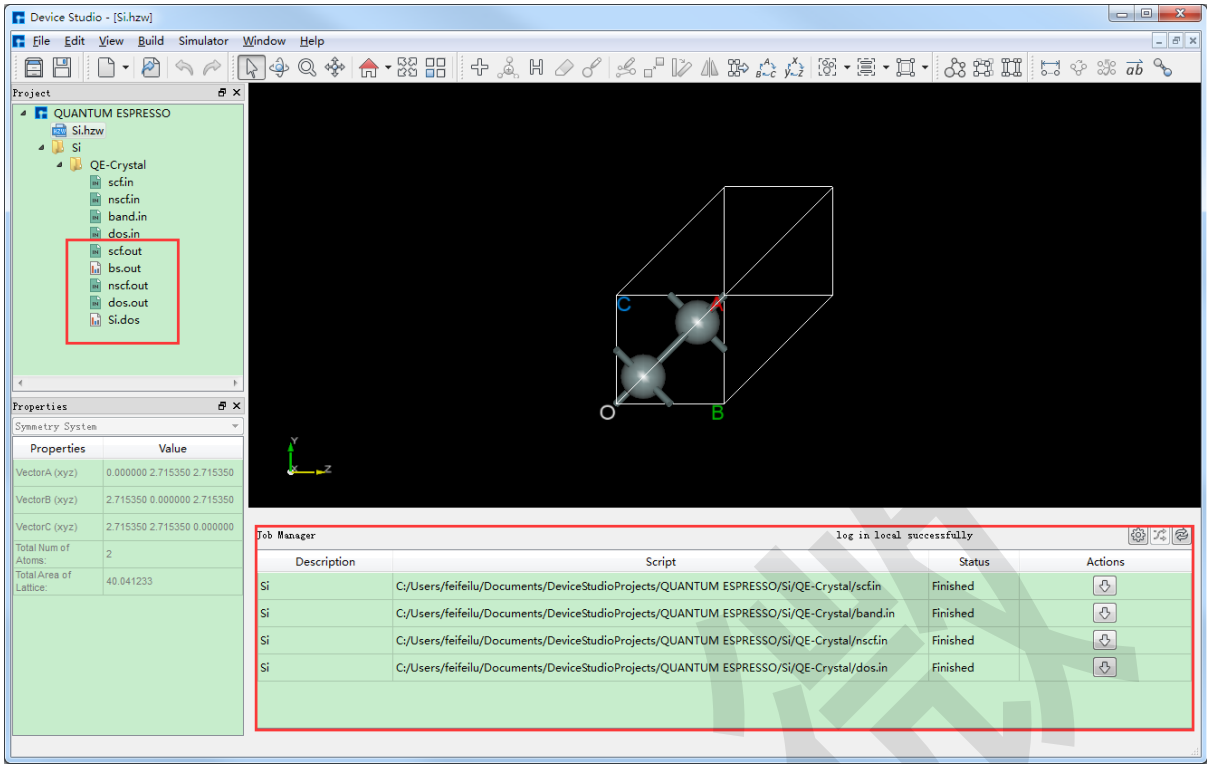 Device Studio - [Si.hzw]
File Edit View Build Simulator Window Help
Project
QUANTUM ESPRESSO
Si.hzw
Si
QE-Crystal
scf.in
nscf.in
band.in
dos.in
scf.out
bs.out
nscf.out
dos.out
Si.dos
C A
O B
Y
X Z
Properties
Symmetry System
Properties Value
VectorA (xyz) 0.000000 2.715350 2.715350
VectorB (xyz) 2.715350 0.000000 2.715350
VectorC (xyz) 2.715350 2.715350 0.000000
Total Num of
Atoms: 2
Total Area of
Lattice: 40.041233
Job Manager log in local successfully
Description Script Status Actions
Si C:/Users/feifeilu/Documents/DeviceStudioProjects/QUANTUM ESPRESSO/Si/QE-Crystal/scf.in Finished
Si C:/Users/feifeilu/Documents/DeviceStudioProjects/QUANTUM ESPRESSO/Si/QE-Crystal/band.in Finished
Si C:/Users/feifeilu/Documents/DeviceStudioProjects/QUANTUM ESPRESSO/Si/QE-Crystal/nscf.in Finished
Si C:/Users/feifeilu/Documents/DeviceStudioProjects/QUANTUM ESPRESSO/Si/QE-Crystal/dos.in Finished